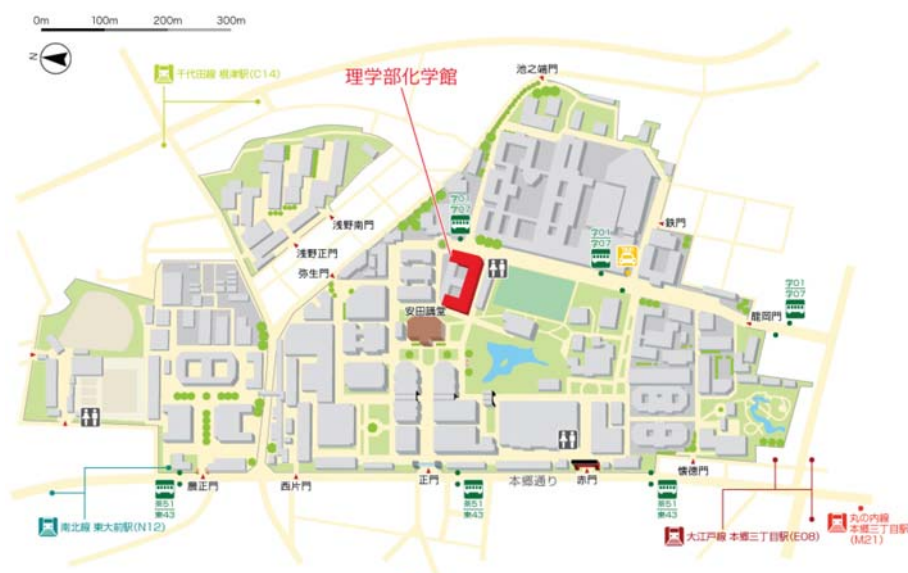 0m 100m 200m 300m
N
千代田線 根津駅(C14)
理学部化学館
池之端門
学01
学07
浅野南門
鉄門
学01
学07
浅野正門
弥生門
学01
学07
安田講堂
龍岡門
農正門
西片門
正門
本郷通り
赤門
懐徳門
茶51
東43
茶51
東43
茶51
東43
南北線 東大前駅(N12)
大江戸線 本郷三丁目駅(E08)
丸の内線
本郷三丁目駅
(M21)